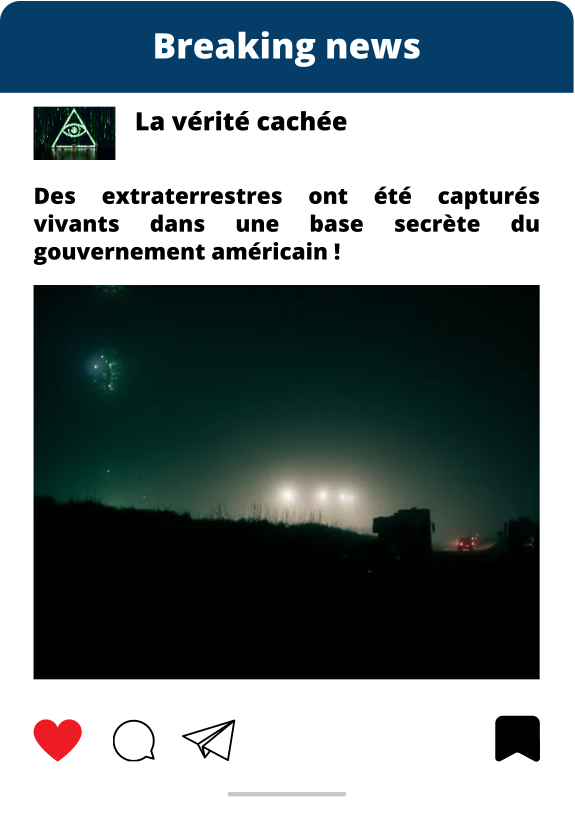 Breaking news
La vérité cachée
Des extraterrestres ont été capturés
vivants dans une base secrète du
gouvernement américain !